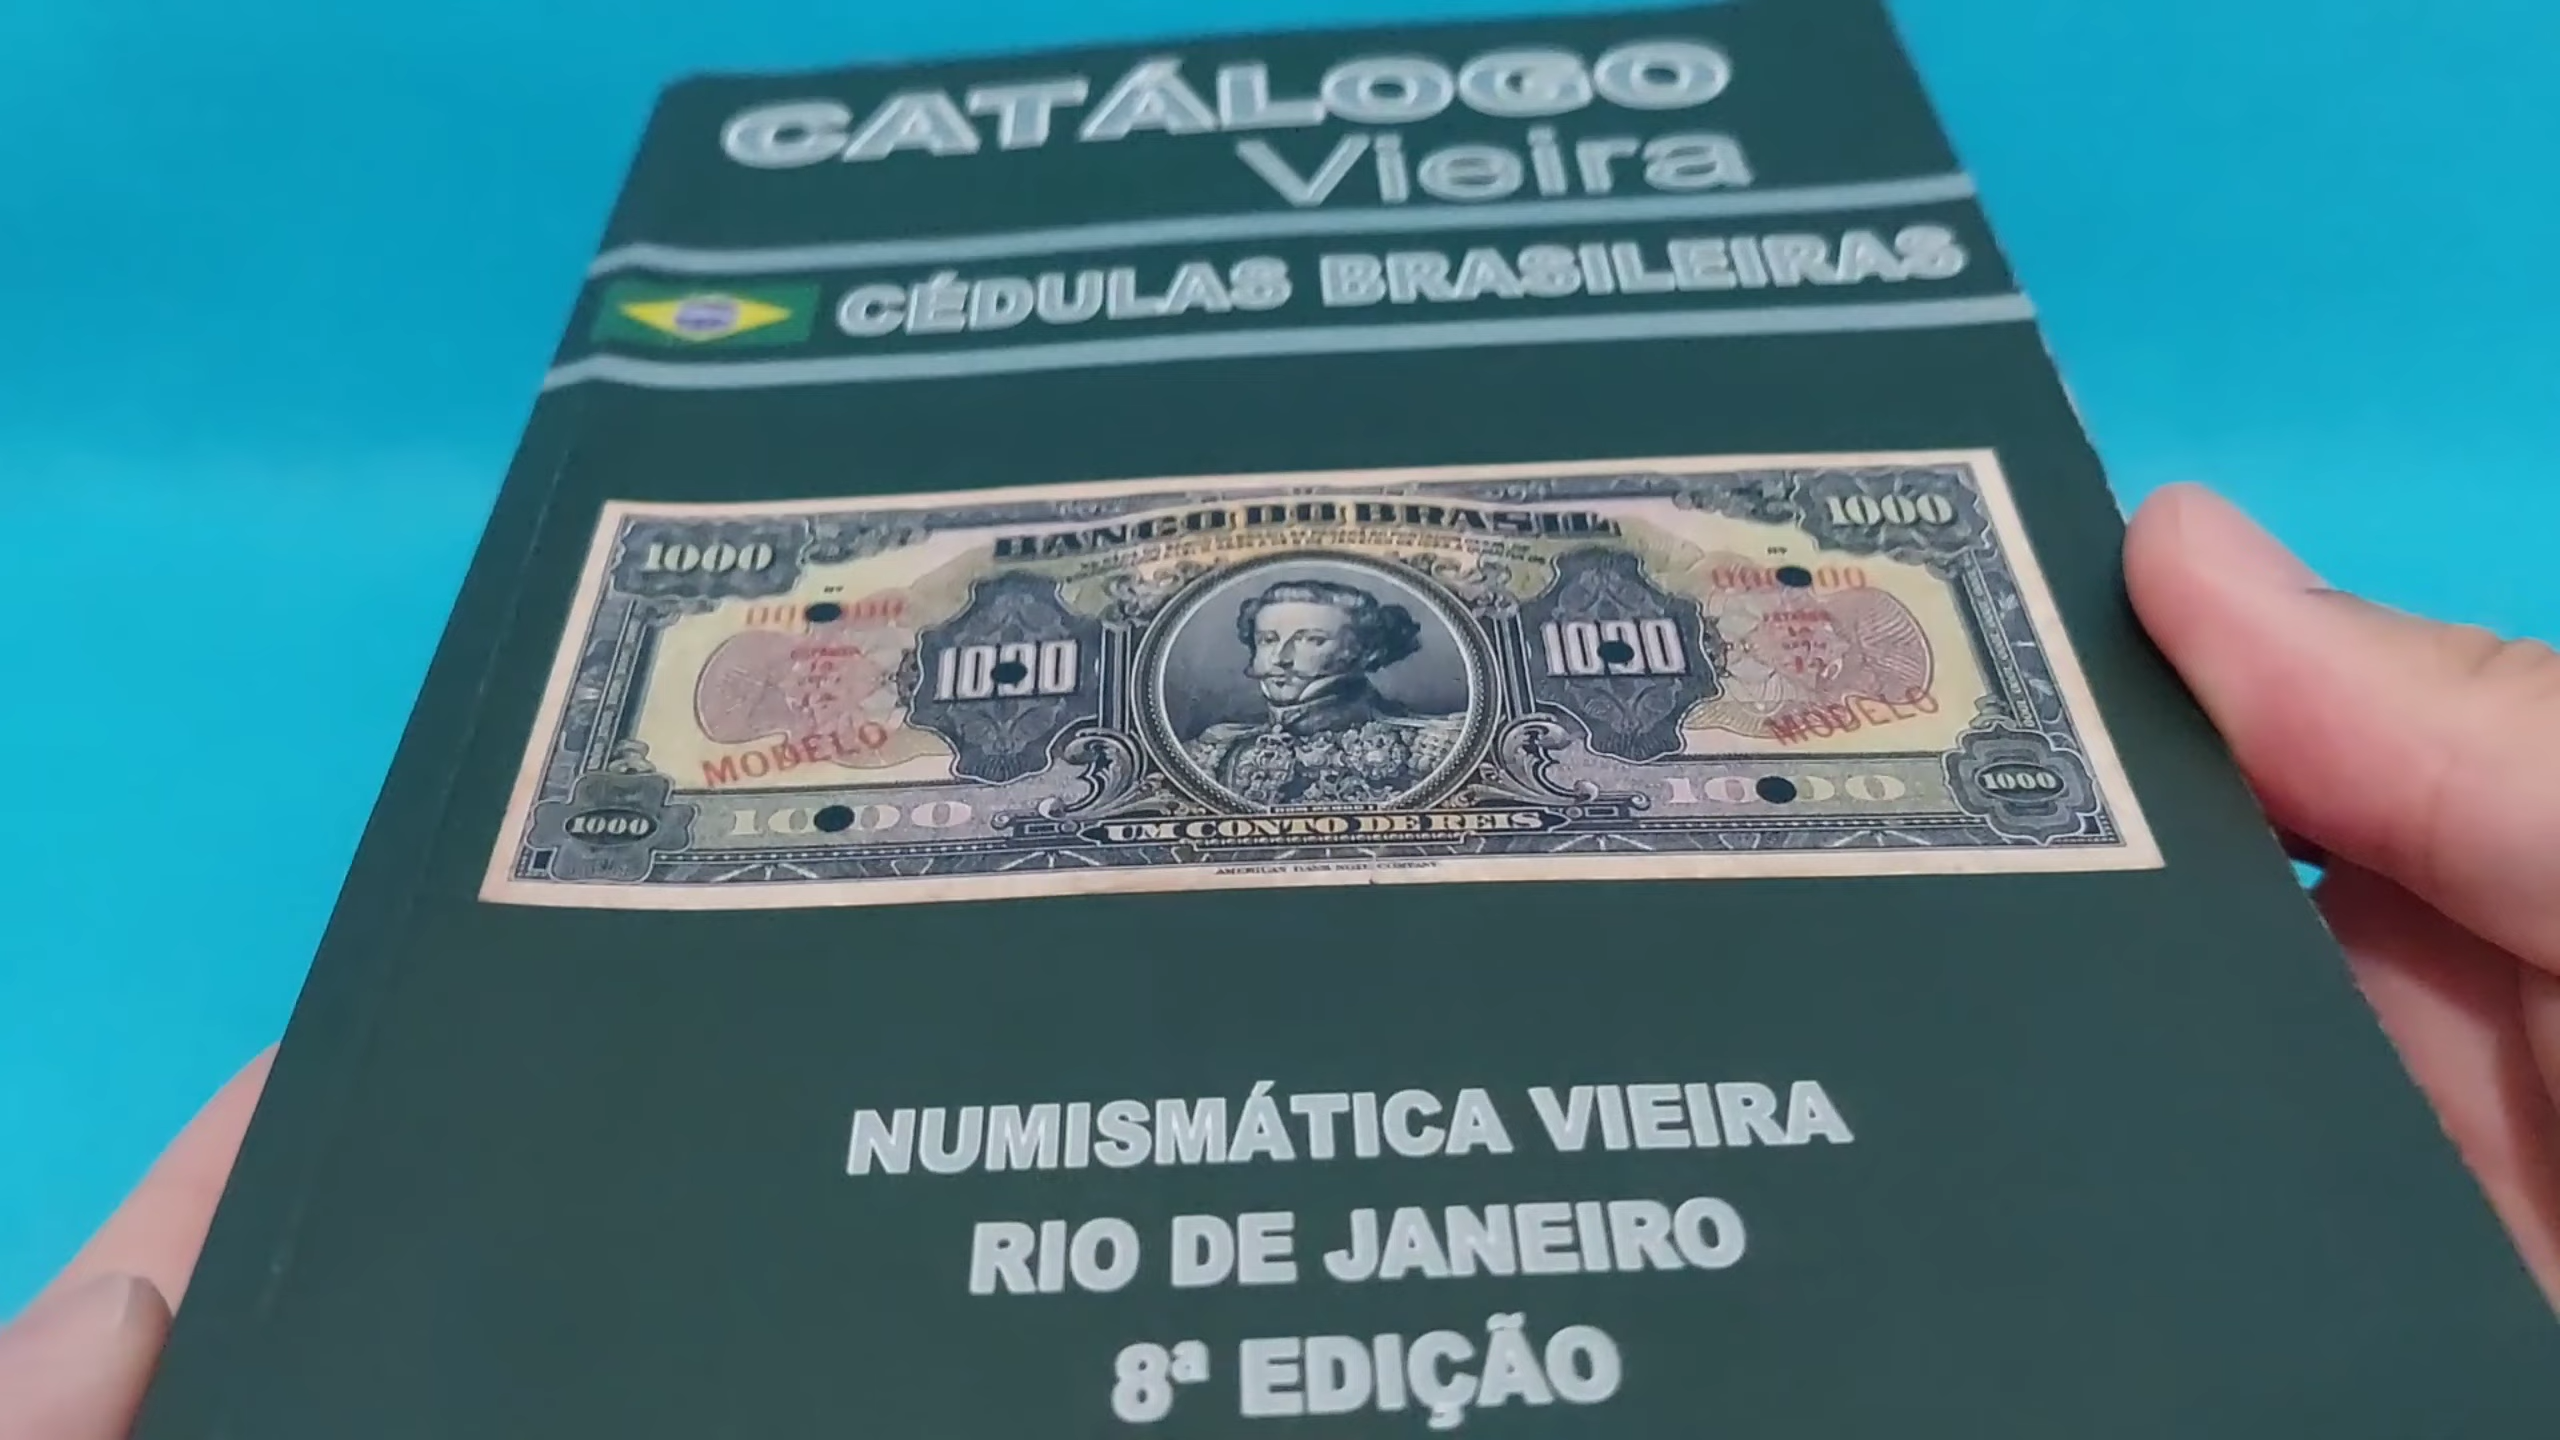 CATÁLOGO
Vieira
CÉDULAS BRASILEIRAS
1000
BANCO DO BRASIL
1000
1000
1000
MODELO
MODELO
1000
1000
1000
1000
UM CONTO DE REIS
AMERICAN BANK NOTE COMPANY
NUMISMÁTICA VIEIRA
RIO DE JANEIRO
8ª EDIÇÃO